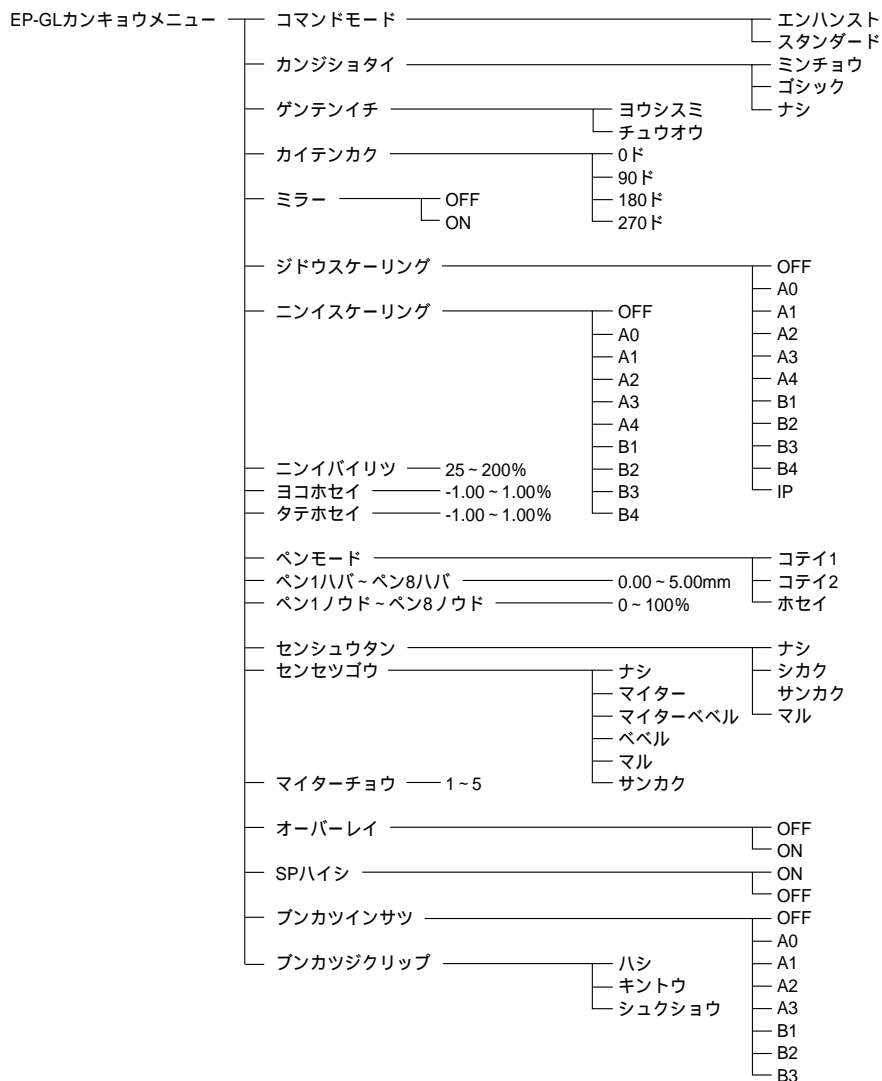 EP-GLカンキョウメニュー
コマンドモード
エンハンスト
スタンダード
カンジショタイ
ミンチョウ
ゴシック
ナシ
ゲンテンイチ
ヨウシスミ
チュウオウ
カイテンカク
0ド
90ド
180ド
270ド
ミラー
OFF
ON
ジドウスケーリング
OFF
A0
A1
A2
A3
A4
B1
B2
B3
B4
IP
ニンイスケーリング
OFF
A0
A1
A2
A3
A4
B1
B2
B3
B4
ニンイバイリツ 25~200%
ヨコホセイ -1.00~1.00%
タテホセイ -1.00~1.00%
ペンモード
コテイ1
コテイ2
ホセイ
ペン1ハバ~ペン8ハバ 0.00~5.00mm
ペン1ノウド~ペン8ノウド 0~100%
センシュウタン
ナシ
シカク
サンカク
マル
センセツゴウ
ナシ
マイター
マイターベベル
ベベル
マル
サンカク
マイターチョウ 1~5
オーバーレイ
OFF
ON
SPハイシ
ON
OFF
ブンカツインサツ
OFF
A0
A1
A2
A3
B1
B2
B3
ブンカツジクリップ
ハシ
キントウ
シュクショウ